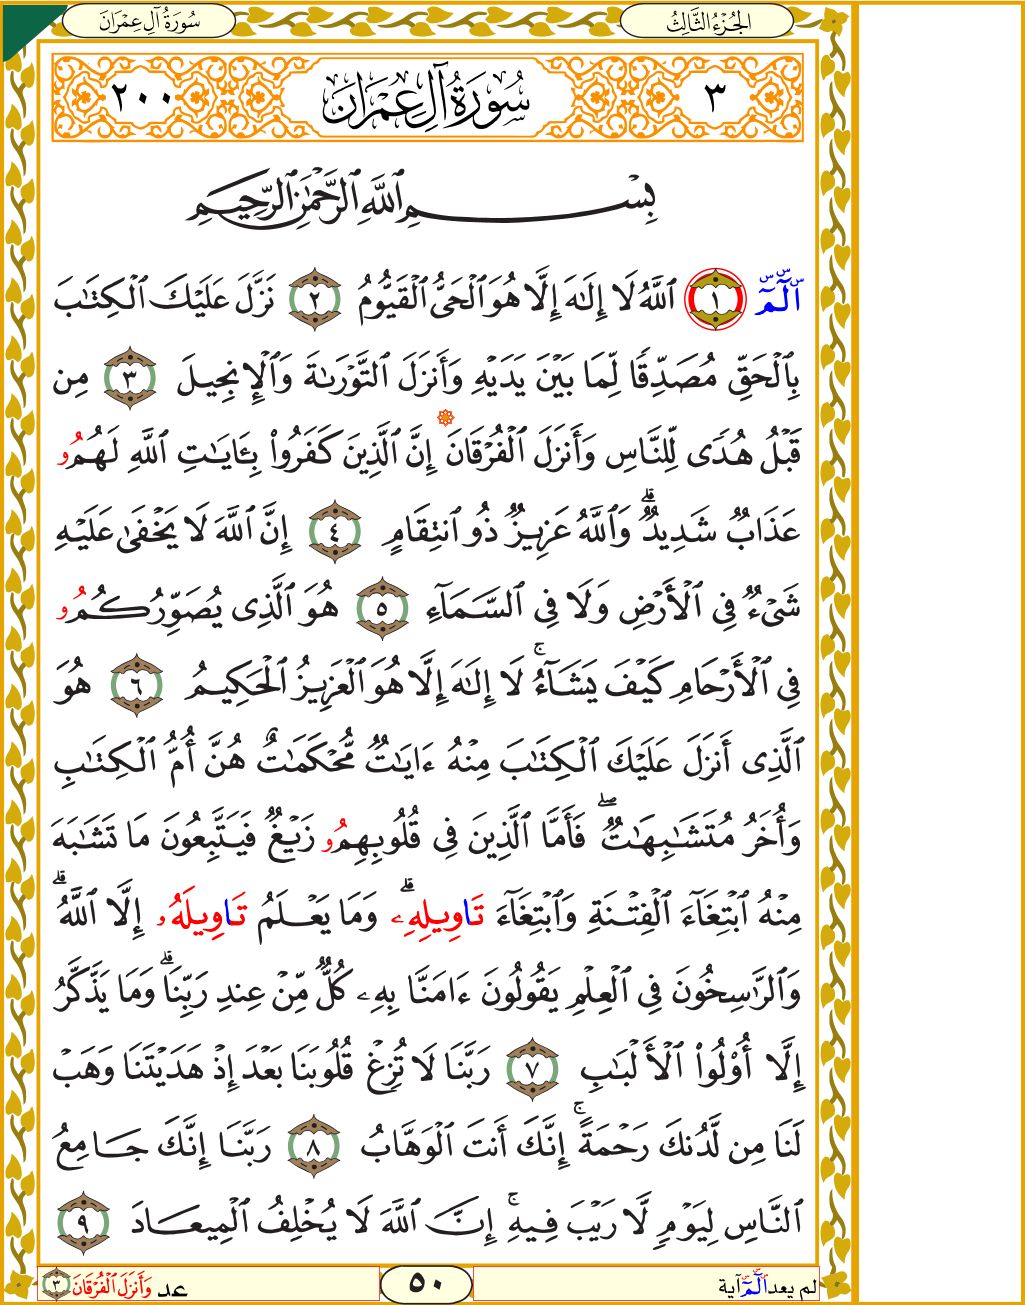 الجُزْءُ الثَّالِثُ
سُورَةُ آلِ عِمْرَانَ
٣
سُورَةُ آلِ عِمْرَانَ
٢٠٠
بِسْمِ ٱللَّهِ ٱلرَّحْمَٰنِ ٱلرَّحِيمِ
الٓمٓ ١ ٱللَّهُ لَا إِلَٰهَ إِلَّا هُوَ ٱلْحَىُّ ٱلْقَيُّومُ ٢ نَزَّلَ عَلَيْكَ ٱلْكِتَٰبَ
بِٱلْحَقِّ مُصَدِّقًا لِّمَا بَيْنَ يَدَيْهِ وَأَنزَلَ ٱلتَّوْرَىٰةَ وَٱلْإِنجِيلَ ٣ مِن
قَبْلُ هُدًى لِّلنَّاسِ وَأَنزَلَ ٱلْفُرْقَانَ إِنَّ ٱلَّذِينَ كَفَرُوا۟ بِـَٔايَٰتِ ٱللَّهِ لَهُمُۥ
عَذَابٌ شَدِيدٌۗ وَٱللَّهُ عَزِيزٌ ذُو ٱنتِقَامٍ ٤ إِنَّ ٱللَّهَ لَا يَخْفَىٰ عَلَيْهِ
شَىْءٌ فِى ٱلْأَرْضِ وَلَا فِى ٱلسَّمَآءِ ٥ هُوَ ٱلَّذِى يُصَوِّرُكُمُۥ
فِى ٱلْأَرْحَامِ كَيْفَ يَشَآءُۚ لَا إِلَٰهَ إِلَّا هُوَ ٱلْعَزِيزُ ٱلْحَكِيمُ ٦ هُوَ
ٱلَّذِى أَنزَلَ عَلَيْكَ ٱلْكِتَٰبَ مِنْهُ ءَايَٰتٌ مُّحْكَمَٰتٌ هُنَّ أُمُّ ٱلْكِتَٰبِ
وَأُخَرُ مُتَشَٰبِهَٰتٌۖ فَأَمَّا ٱلَّذِينَ فِى قُلُوبِهِمُۥ زَيْغٌ فَيَتَّبِعُونَ مَا تَشَٰبَهَ
مِنْهُ ٱبْتِغَآءَ ٱلْفِتْنَةِ وَٱبْتِغَآءَ تَاوِيلِهِۦۗ وَمَا يَعْلَمُ تَاوِيلَهُۥ إِلَّا ٱللَّهُۗ
وَٱلرَّٰسِخُونَ فِى ٱلْعِلْمِ يَقُولُونَ ءَامَنَّا بِهِۦ كُلٌّ مِّنْ عِندِ رَبِّنَاۗ وَمَا يَذَّكَّرُ
إِلَّا أُو۟لُوا۟ ٱلْأَلْبَٰبِ ٧ رَبَّنَا لَا تُزِغْ قُلُوبَنَا بَعْدَ إِذْ هَدَيْتَنَا وَهَبْ
لَنَا مِن لَّدُنكَ رَحْمَةًۚ إِنَّكَ أَنتَ ٱلْوَهَّابُ ٨ رَبَّنَا إِنَّكَ جَامِعُ
ٱلنَّاسِ لِيَوْمٍ لَّا رَيْبَ فِيهِۚ إِنَّ ٱللَّهَ لَا يُخْلِفُ ٱلْمِيعَادَ ٩
لم يعد الٓمٓ آية
٥٠
عد وَأَنزَلَ ٱلْفُرْقَانَ ٣